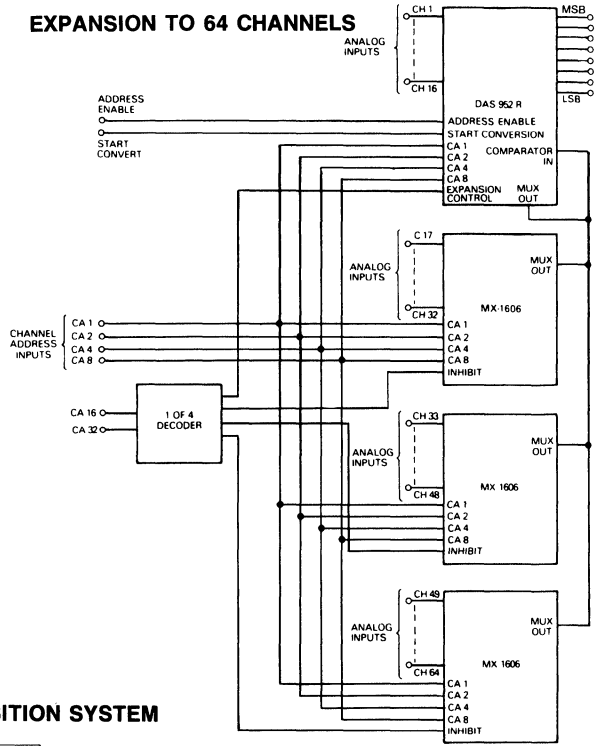 EXPANSION TO 64 CHANNELS
CH 1
ANALOG
INPUTS
CH 16
MSB
LSB
DAS 952 R
ADDRESS
ENABLE
START
CONVERT
ADDRESS ENABLE
START CONVERSION
CA 1
CA 2
CA 4
CA 8
EXPANSION
CONTROL
COMPARATOR
IN
MUX
OUT
C 17
ANALOG
INPUTS
CH 32
MUX
OUT
MX-1606
CA 1
CA 2
CA 4
CA 8
INHIBIT
CHANNEL
ADDRESS
INPUTS
CA 1
CA 2
CA 4
CA 8
CA 16
CA 32
1 OF 4
DECODER
CH 33
ANALOG
INPUTS
CH 48
MUX
OUT
MX 1606
CA 1
CA 2
CA 4
CA 8
INHIBIT
CH 49
ANALOG
INPUTS
CH 64
MUX
OUT
MX 1606
CA 1
CA 2
CA 4
CA 8
INHIBIT
SITION SYSTEM